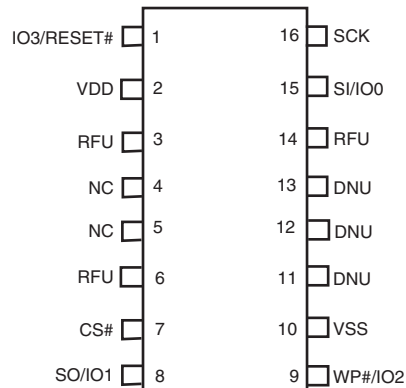 IO3/RESET# 1 16 SCK
VDD 2 15 SI/IO0
RFU 3 14 RFU
NC 4 13 DNU
NC 5 12 DNU
RFU 6 11 DNU
CS# 7 10 VSS
SO/IO1 8 9 WP#/IO2